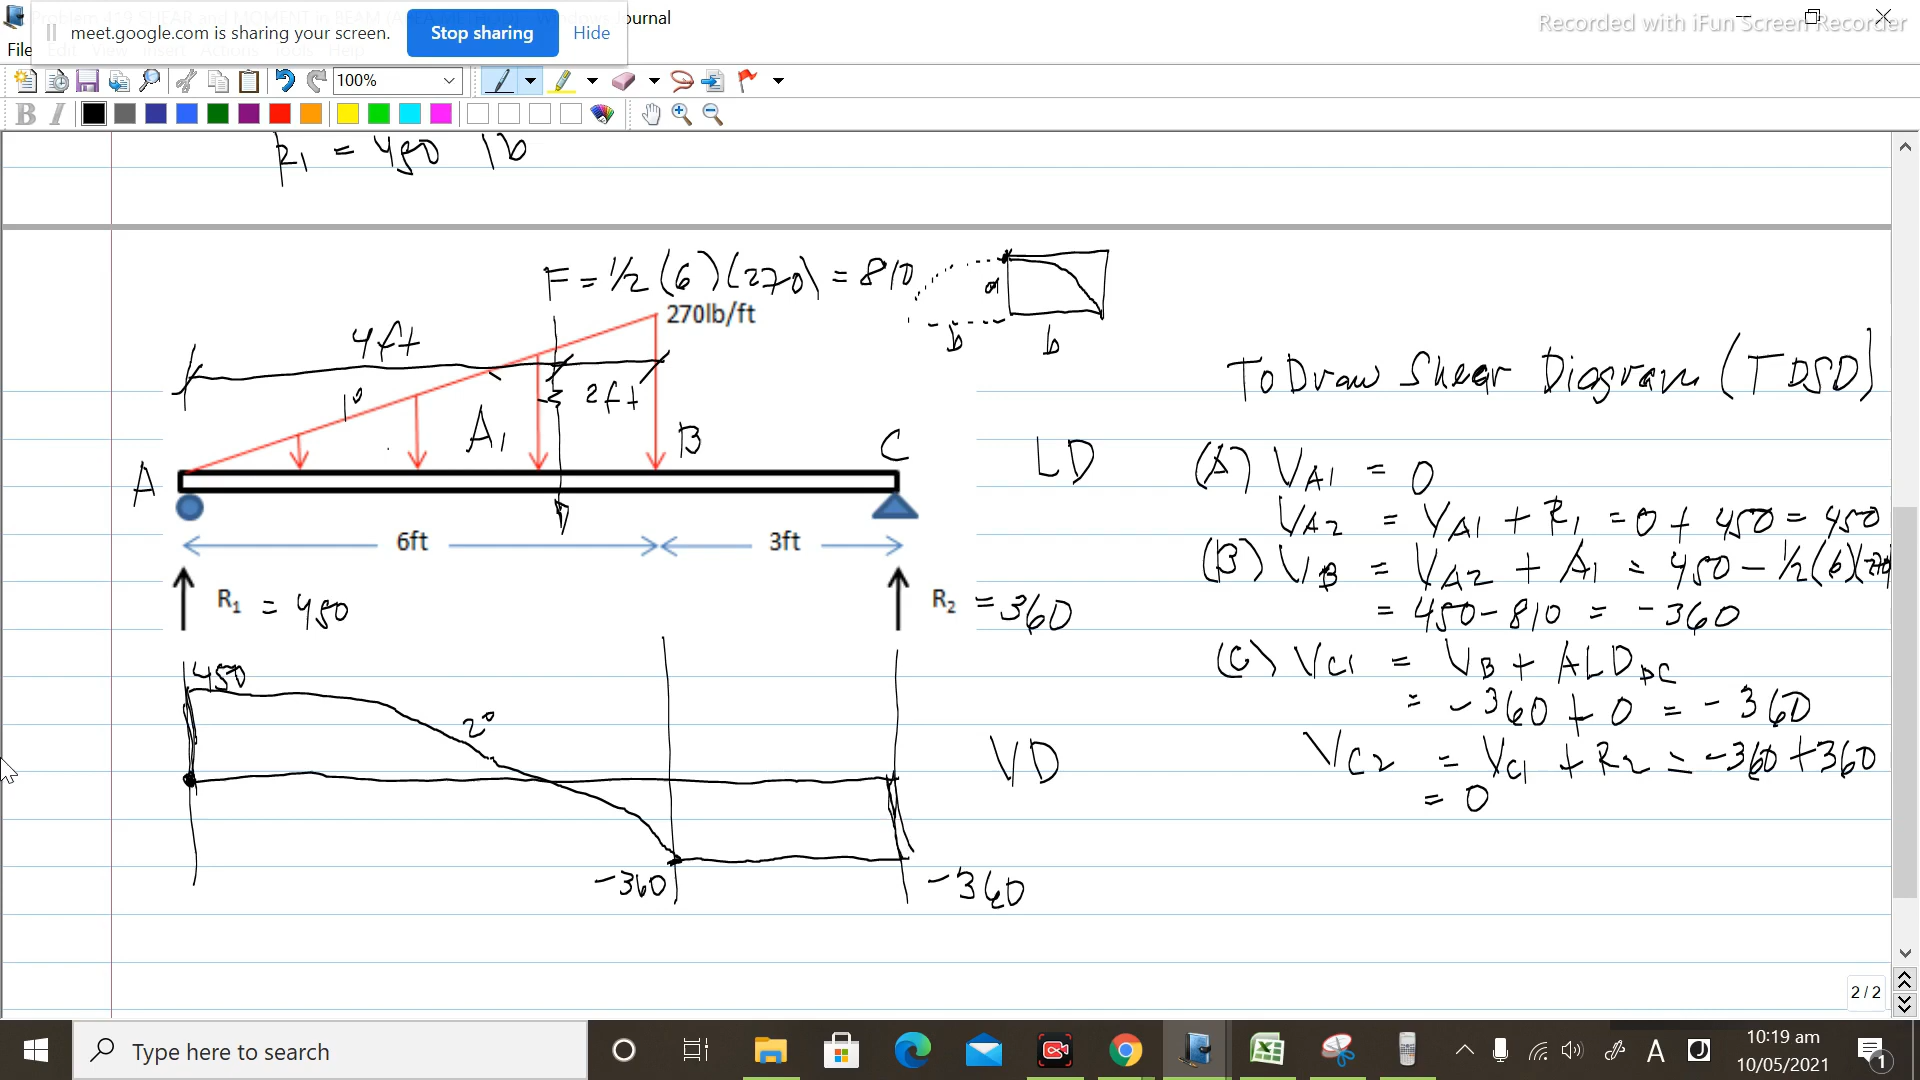 Journal
Recorded with iFun Screen Recorder
meet.google.com is sharing your screen.
Stop sharing
Hide
File
100%
B I
R1 = 450 lb
F = 1/2 (6)(270) = 810
a
b
b
270lb/ft
4ft
2ft
1°
A1
A
B
C
LD
6ft
3ft
R1 = 450
R2 = 360
450
2°
VD
-360
-360
To Draw Shear Diagram (TDSD)
(A) VA1 = 0
VA2 = VA1 + R1 = 0 + 450 = 450
(B) VB = VA2 + A1 = 450 - 1/2(6)(270
= 450 - 810 = -360
(C) VC1 = VB + ALDBC
= -360 + 0 = -360
VC2 = VC1 + R2 = -360 + 360
= 0
2 / 2
Type here to search
A
10:19 am
10/05/2021
1